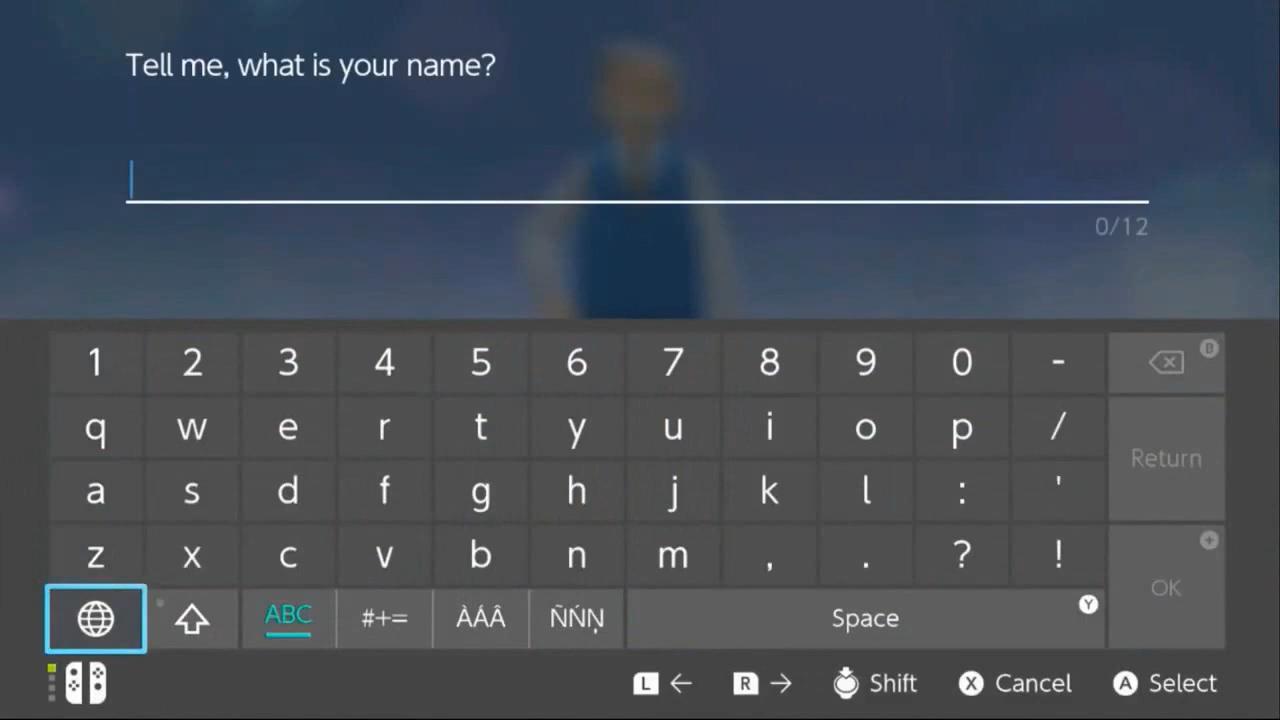 Tell me, what is your name?
0/12
1 2 3 4 5 6 7 8 9 0 - B
q w e r t y u i o p / Return
a s d f g h j k l : '
z x c v b n m , . ? ! + OK
ABC #+= ÀÁÂ ÑŃŅ Space Y
L ← R → Shift X Cancel A Select